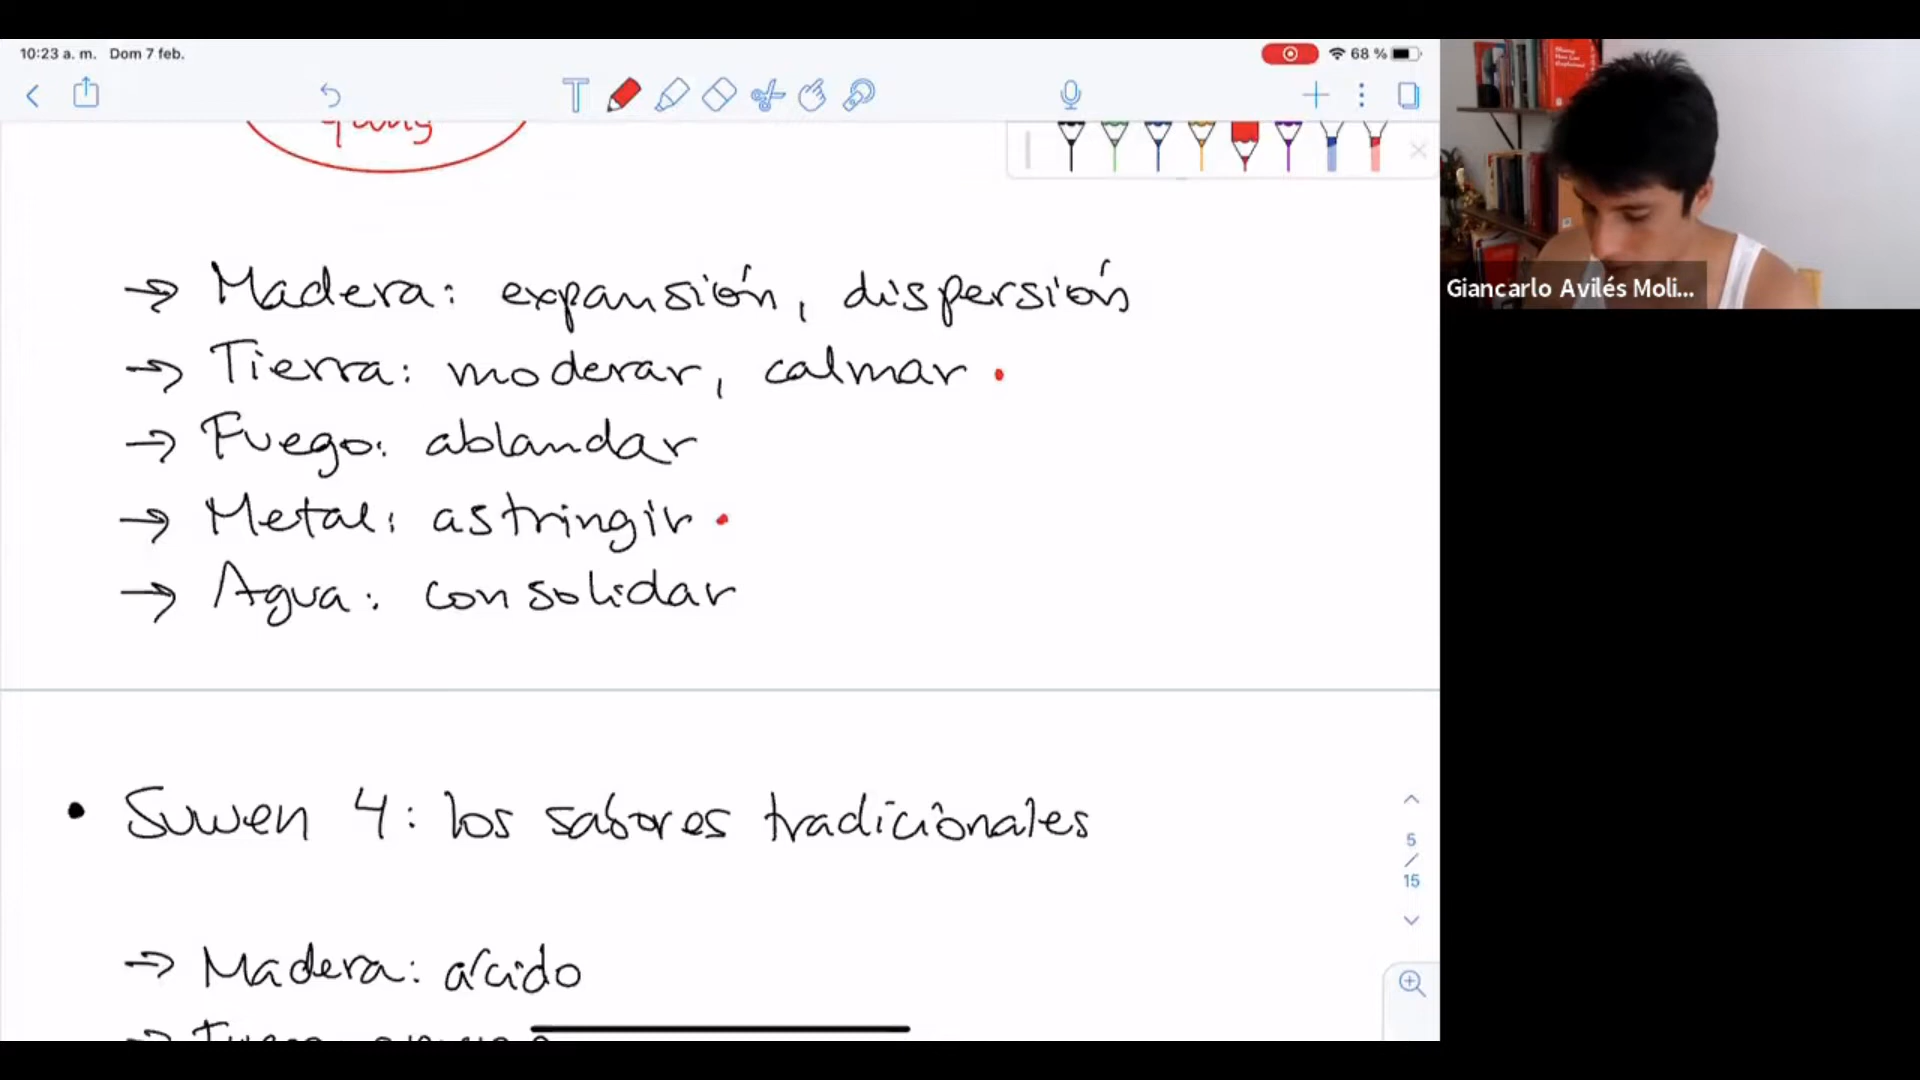 10:23 a. m. Dom 7 feb.
68 %
→ Madera: expansión, dispersión
→ Tierra: moderar, calmar
→ Fuego: ablandar
→ Metal: astringir
→ Agua: consolidar
• Suwen 4: los sabores tradicionales
→ Madera: ácido
5
/
15
Giancarlo Avilés Moli...